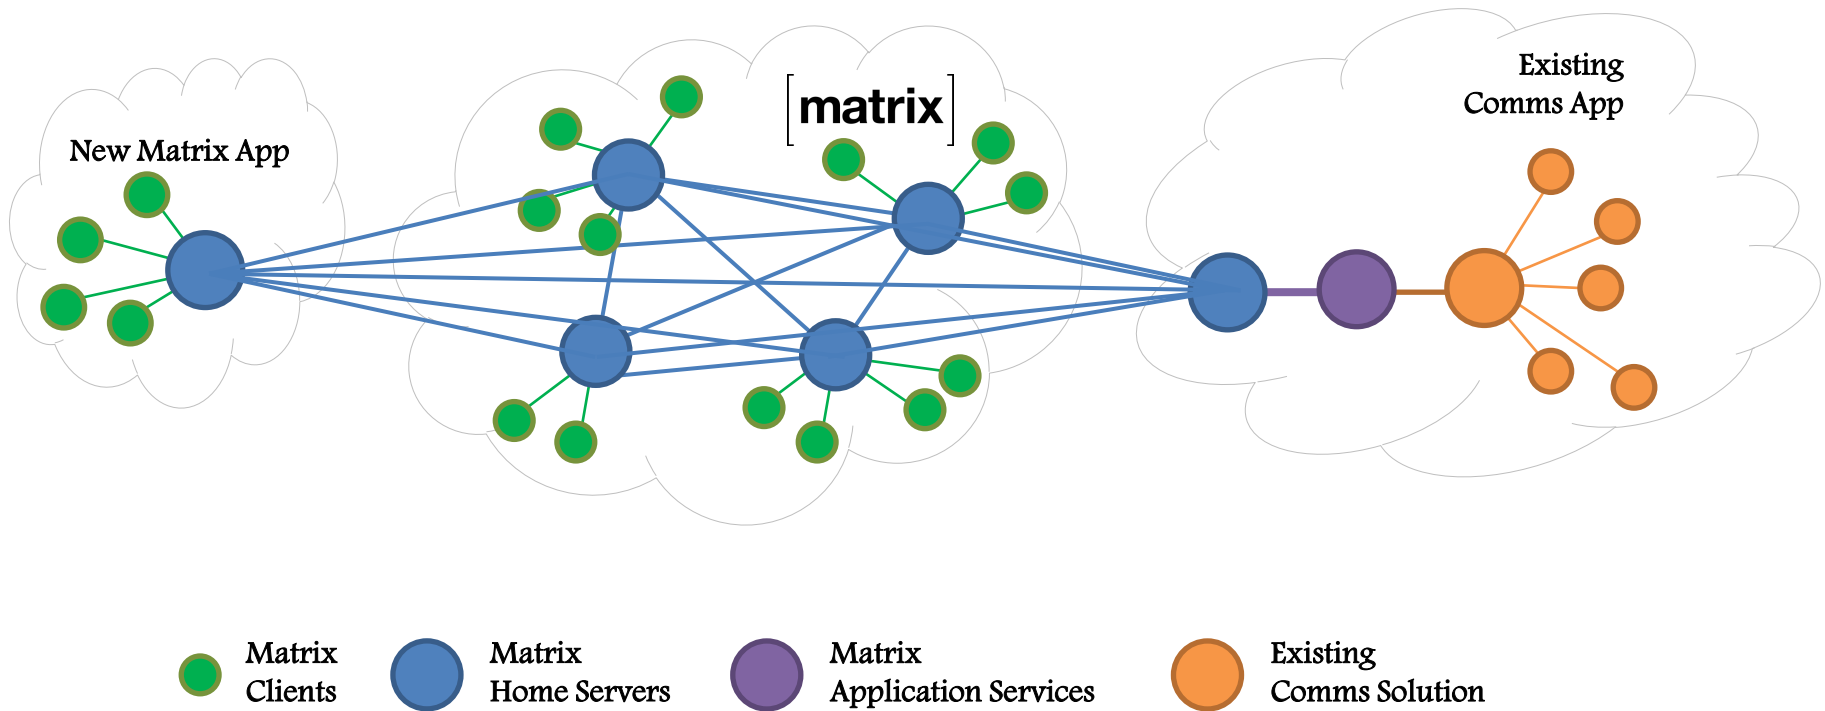 New Matrix App
[matrix]
Existing
Comms App
Matrix
Clients
Matrix
Home Servers
Matrix
Application Services
Existing
Comms Solution